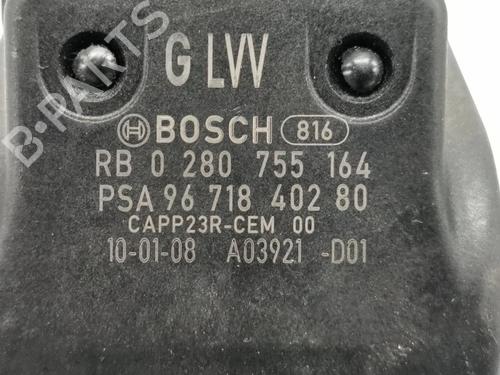 G LVV
BOSCH 816
RB 0 280 755 164
PSA 96 718 402 80
CAPP23R-CEM 00
10-01-08 A03921 -D01
B-PARTS